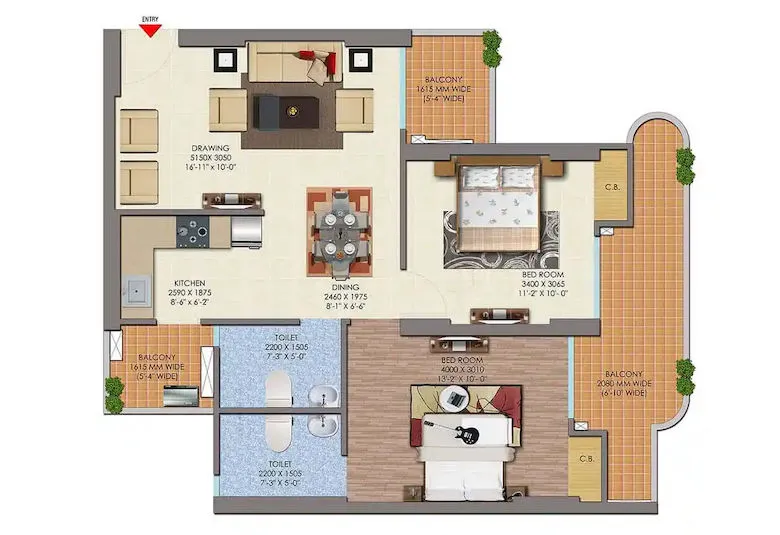 ENTRY
BALCONY
1615 MM WIDE
(5'-4" WIDE)
DRAWING
5150X 3050
16'-11" x 10'-0"
C.B.
KITCHEN
2590 X 1875
8'-6" x 6'-2"
DINING
2460 X 1975
8'-1" X 6'-6"
BED ROOM
3400 X 3065
11'-2" X 10'-0"
BALCONY
1615 MM WIDE
(5'-4" WIDE)
TOILET
2200 X 1505
7'-3" X 5'-0"
BED ROOM
4000 X 3010
13'-2" X 10'-0"
BALCONY
2080 MM WIDE
(6'-10' WIDE)
TOILET
2200 X 1505
7'-3" X 5'-0"
C.B.